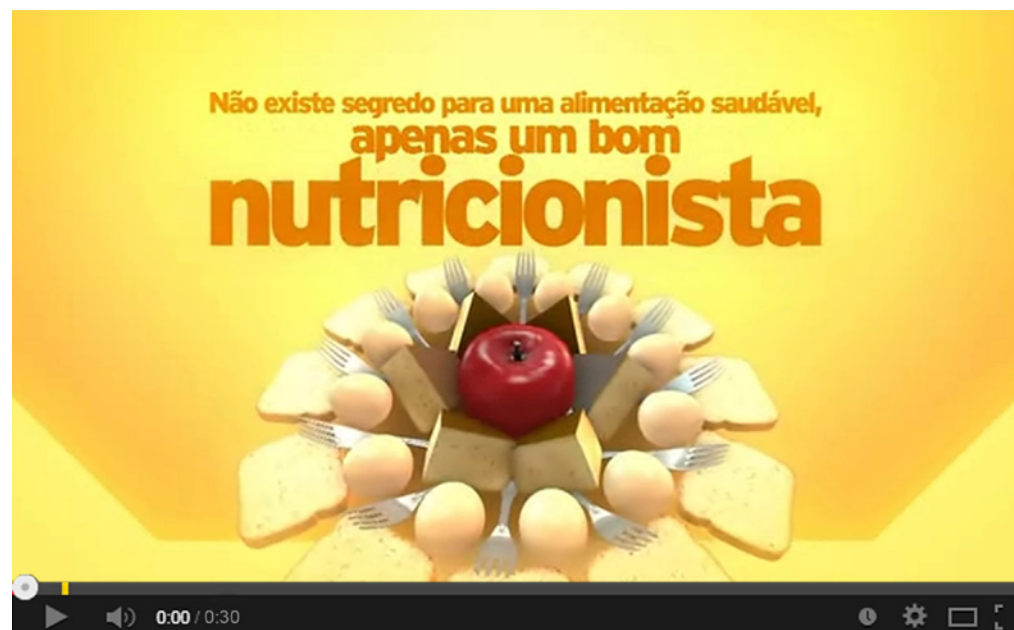 Não existe segredo para uma alimentação saudável,
apenas um bom
nutricionista
0:00 / 0:30